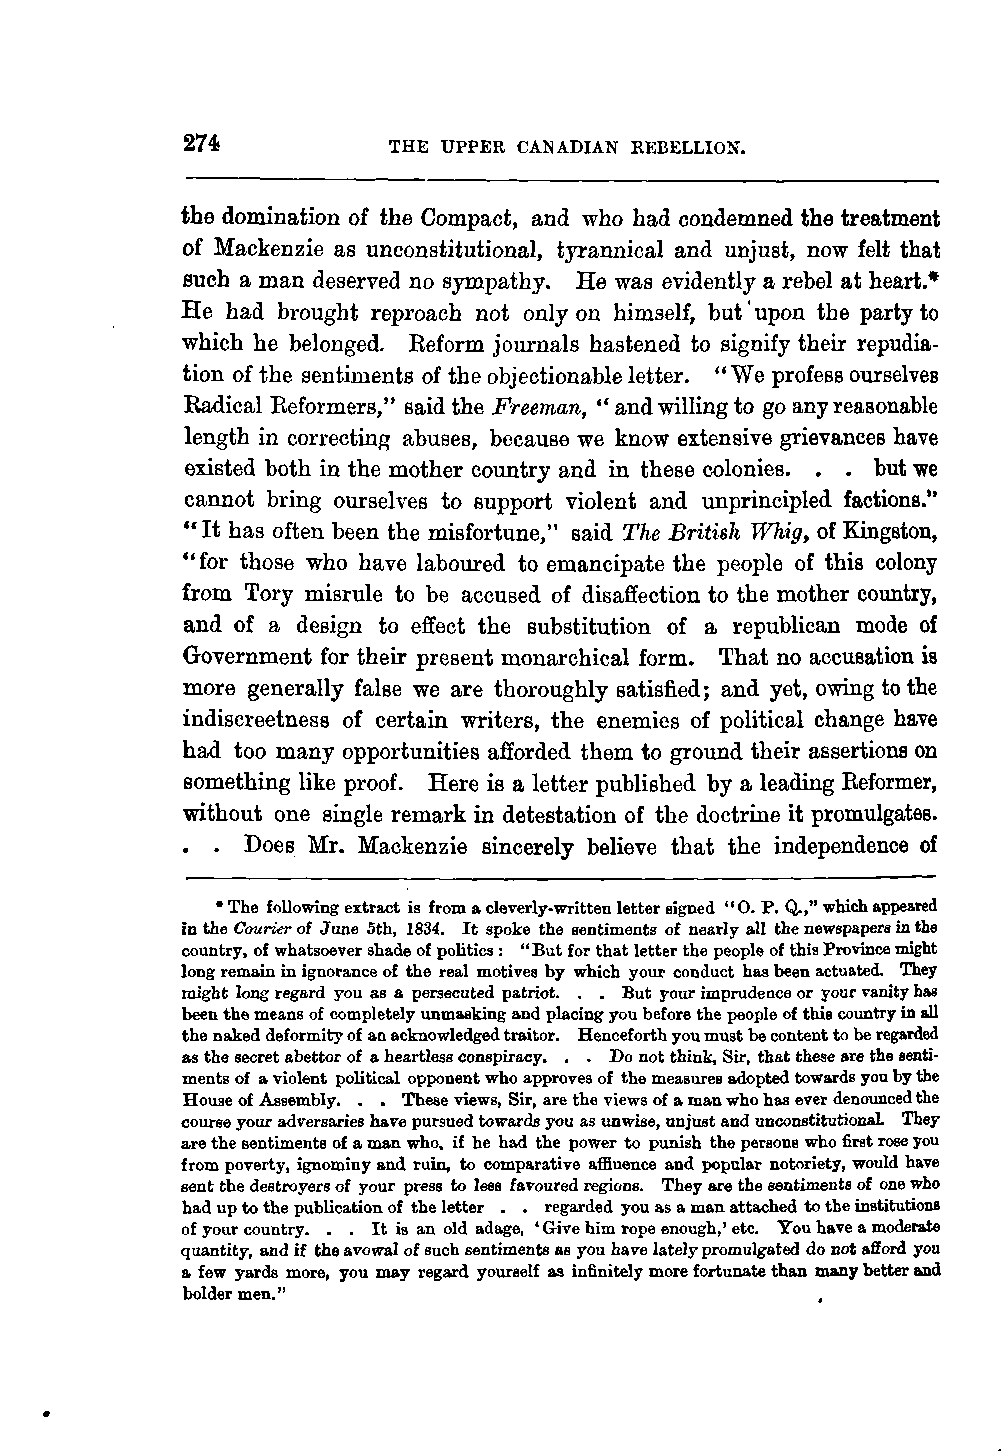 274 THE UPPER CANADIAN REBELLION.
the domination of the Compact, and who had condemned the treatment
of Mackenzie as unconstitutional, tyrannical and unjust, now felt that
such a man deserved no sympathy. He was evidently a rebel at heart.*
He had brought reproach not only on himself, but upon the party to
which he belonged. Reform journals hastened to signify their repudia-
tion of the sentiments of the objectionable letter. "We profess ourselves
Radical Reformers," said the Freeman, "and willing to go any reasonable
length in correcting abuses, because we know extensive grievances have
existed both in the mother country and in these colonies. . . but we
cannot bring ourselves to support violent and unprincipled factions."
"It has often been the misfortune," said The British Whig, of Kingston,
"for those who have laboured to emancipate the people of this colony
from Tory misrule to be accused of disaffection to the mother country,
and of a design to effect the substitution of a republican mode of
Government for their present monarchical form. That no accusation is
more generally false we are thoroughly satisfied; and yet, owing to the
indiscreetness of certain writers, the enemies of political change have
had too many opportunities afforded them to ground their assertions on
something like proof. Here is a letter published by a leading Reformer,
without one single remark in detestation of the doctrine it promulgates.
. . Does Mr. Mackenzie sincerely believe that the independence of
* The following extract is from a cleverly-written letter signed "O. P. Q.," which appeared
in the Courier of June 5th, 1834. It spoke the sentiments of nearly all the newspapers in the
country, of whatsoever shade of politics : "But for that letter the people of this Province might
long remain in ignorance of the real motives by which your conduct has been actuated. They
might long regard you as a persecuted patriot. . . But your imprudence or your vanity has
been the means of completely unmasking and placing you before the people of this country in all
the naked deformity of an acknowledged traitor. Henceforth you must be content to be regarded
as the secret abettor of a heartless conspiracy. . . Do not think, Sir, that these are the senti-
ments of a violent political opponent who approves of the measures adopted towards you by the
House of Assembly. . . These views, Sir, are the views of a man who has ever denounced the
course your adversaries have pursued towards you as unwise, unjust and unconstitutional. They
are the sentiments of a man who, if he had the power to punish the persons who first rose you
from poverty, ignominy and ruin, to comparative affluence and popular notoriety, would have
sent the destroyers of your press to less favoured regions. They are the sentiments of one who
had up to the publication of the letter . . regarded you as a man attached to the institutions
of your country. . . It is an old adage, 'Give him rope enough,' etc. You have a moderate
quantity, and if the avowal of such sentiments as you have lately promulgated do not afford you
a few yards more, you may regard yourself as infinitely more fortunate than many better and
bolder men."